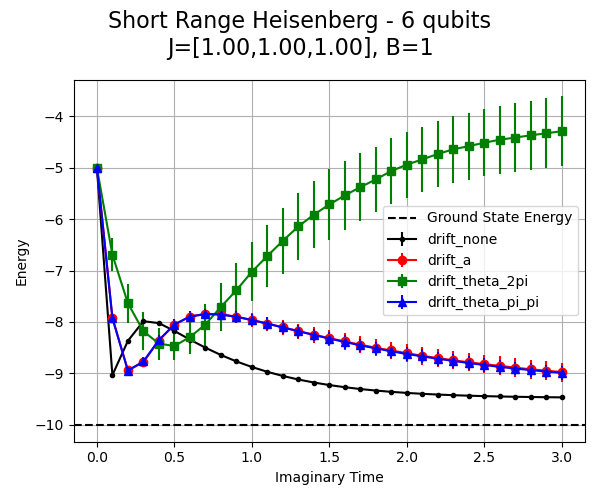 Short Range Heisenberg - 6 qubits
J=[1.00,1.00,1.00], B=1
−4
−5
−6
−7
−8
−9
−10
Energy
Ground State Energy
drift_none
drift_a
drift_theta_2pi
drift_theta_pi_pi
0.0 0.5 1.0 1.5 2.0 2.5 3.0
Imaginary Time